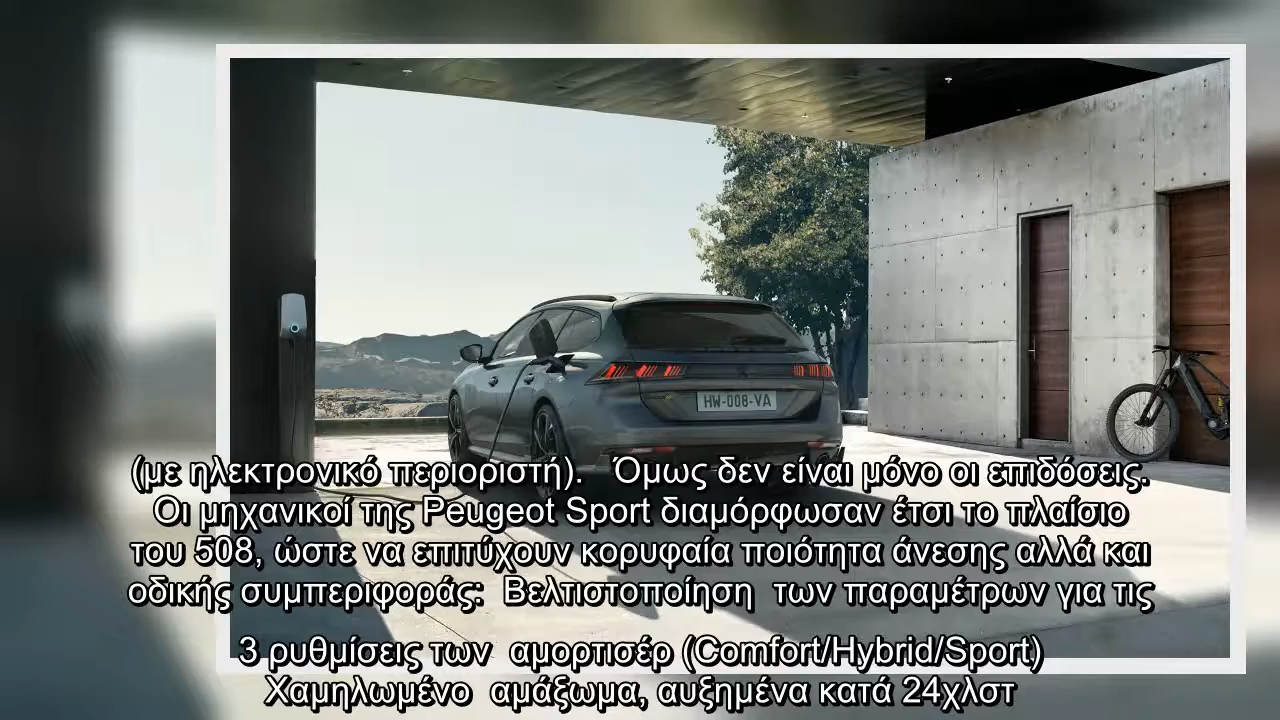 HW-008-VA
(με ηλεκτρονικό περιοριστή).   Όμως δεν είναι μόνο οι επιδόσεις.
Οι μηχανικοί της Peugeot Sport διαμόρφωσαν έτσι το πλαίσιο
του 508, ώστε να επιτύχουν κορυφαία ποιότητα άνεσης αλλά και
οδικής συμπεριφοράς:  Βελτιστοποίηση  των παραμέτρων για τις
3 ρυθμίσεις των  αμορτισέρ (Comfort/Hybrid/Sport)
Χαμηλωμένο  αμάξωμα, αυξημένα κατά 24χλστ